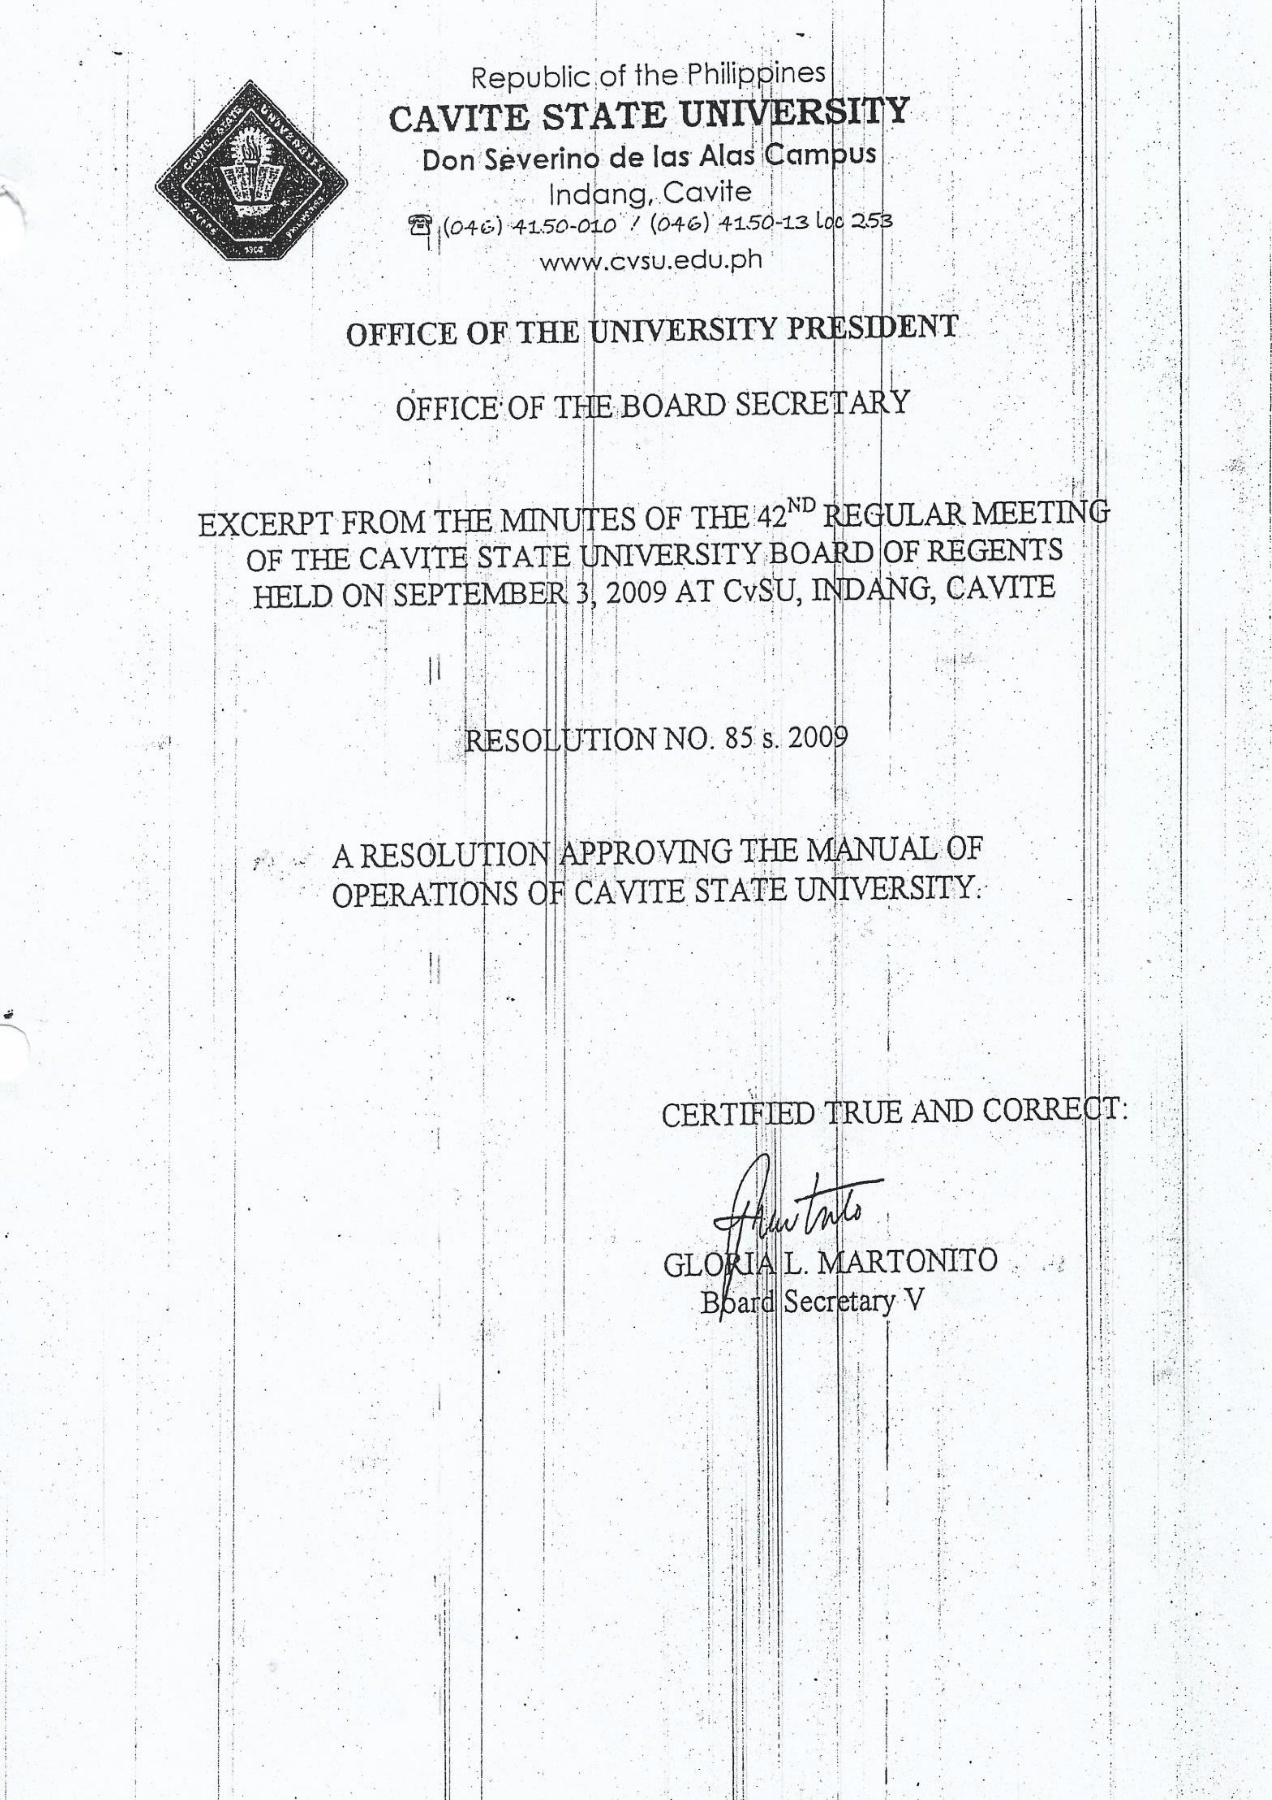 Republic of the Philippines
CAVITE STATE UNIVERSITY
Don Severino de las Alas Campus
Indang, Cavite
☎ (046) 4150-010 / (046) 4150-13 loc 253
www.cvsu.edu.ph
CAVITE STATE UNIVERSITY
CAVITE PHILIPPINES
1906
OFFICE OF THE UNIVERSITY PRESIDENT
OFFICE OF THE BOARD SECRETARY
EXCERPT FROM THE MINUTES OF THE 42ND REGULAR MEETING
OF THE CAVITE STATE UNIVERSITY BOARD OF REGENTS
HELD ON SEPTEMBER 3, 2009 AT CvSU, INDANG, CAVITE
RESOLUTION NO. 85 s. 2009
A RESOLUTION APPROVING THE MANUAL OF
OPERATIONS OF CAVITE STATE UNIVERSITY.
CERTIFIED TRUE AND CORRECT:
GLORIA L. MARTONITO
Board Secretary V